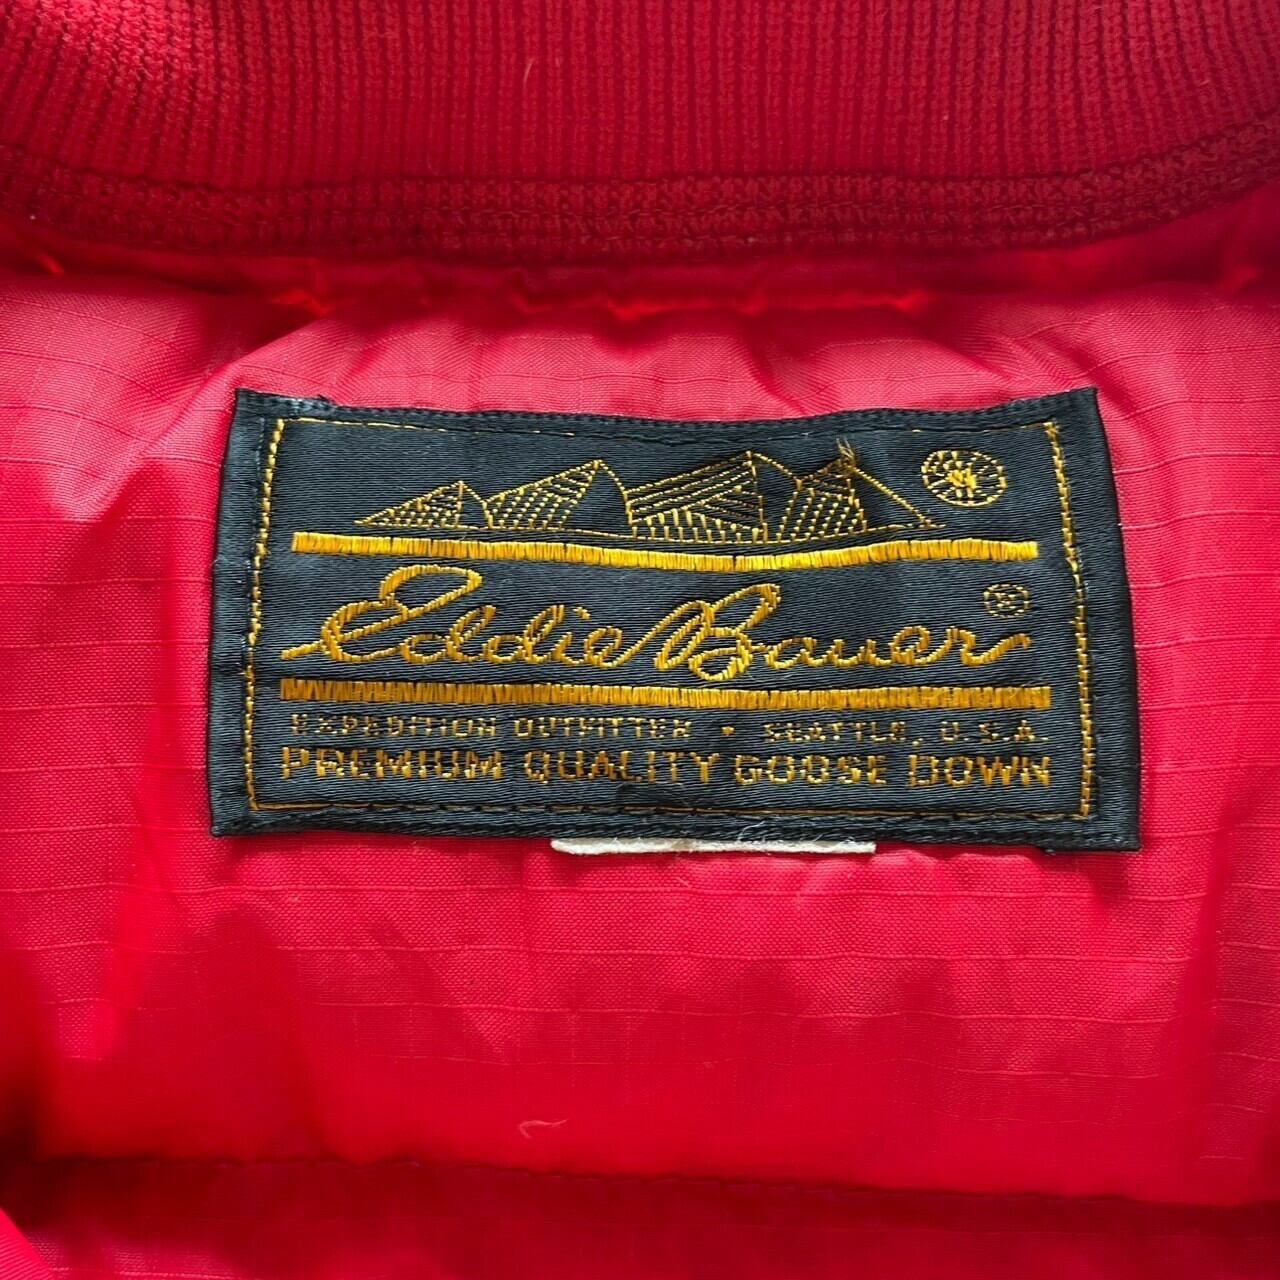 Eddie Bauer ®
EXPEDITION OUTFITTER • SEATTLE, U.S.A.
PREMIUM QUALITY GOOSE DOWN